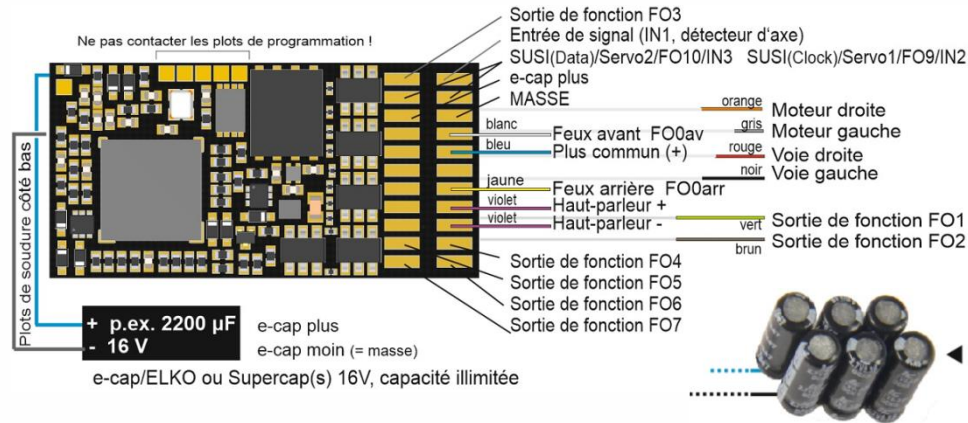 Sortie de fonction FO3
Entrée de signal (IN1, détecteur d'axe)
Ne pas contacter les plots de programmation !
SUSI(Data)/Servo2/FO10/IN3 SUSI(Clock)/Servo1/FO9/IN2
e-cap plus
MASSE
orange Moteur droite
blanc Feux avant FO0av
gris Moteur gauche
bleu Plus commun (+)
rouge Voie droite
noir Voie gauche
jaune Feux arrière FO0arr
violet Haut-parleur +
violet Haut-parleur -
vert Sortie de fonction FO1
brun Sortie de fonction FO2
Sortie de fonction FO4
Sortie de fonction FO5
Sortie de fonction FO6
Sortie de fonction FO7
Plots de soudure côté bas
+ p.ex. 2200 µF
- 16 V
e-cap plus
e-cap moin (= masse)
e-cap/ELKO ou Supercap(s) 16V, capacité illimitée